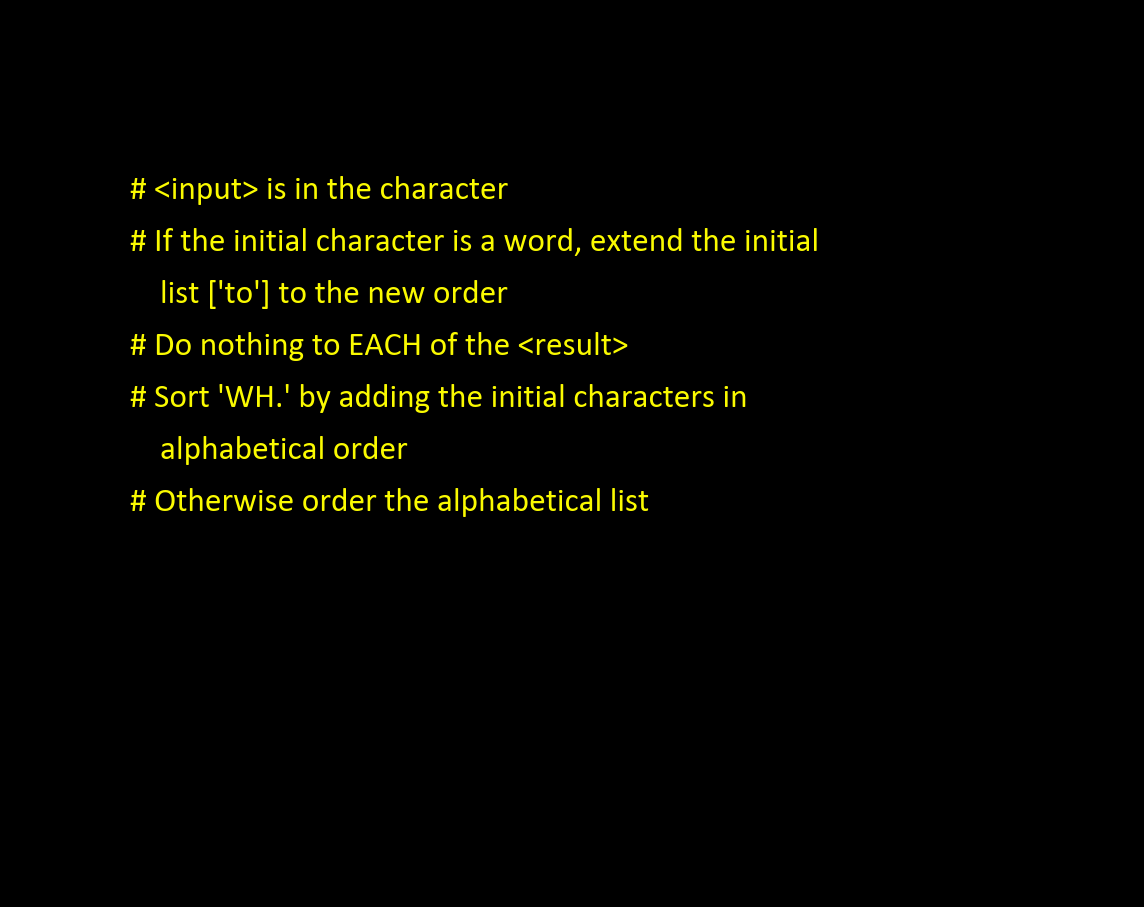 # <input> is in the character
# If the initial character is a word, extend the initial
list ['to'] to the new order
# Do nothing to EACH of the <result>
# Sort 'WH.' by adding the initial characters in
alphabetical order
# Otherwise order the alphabetical list